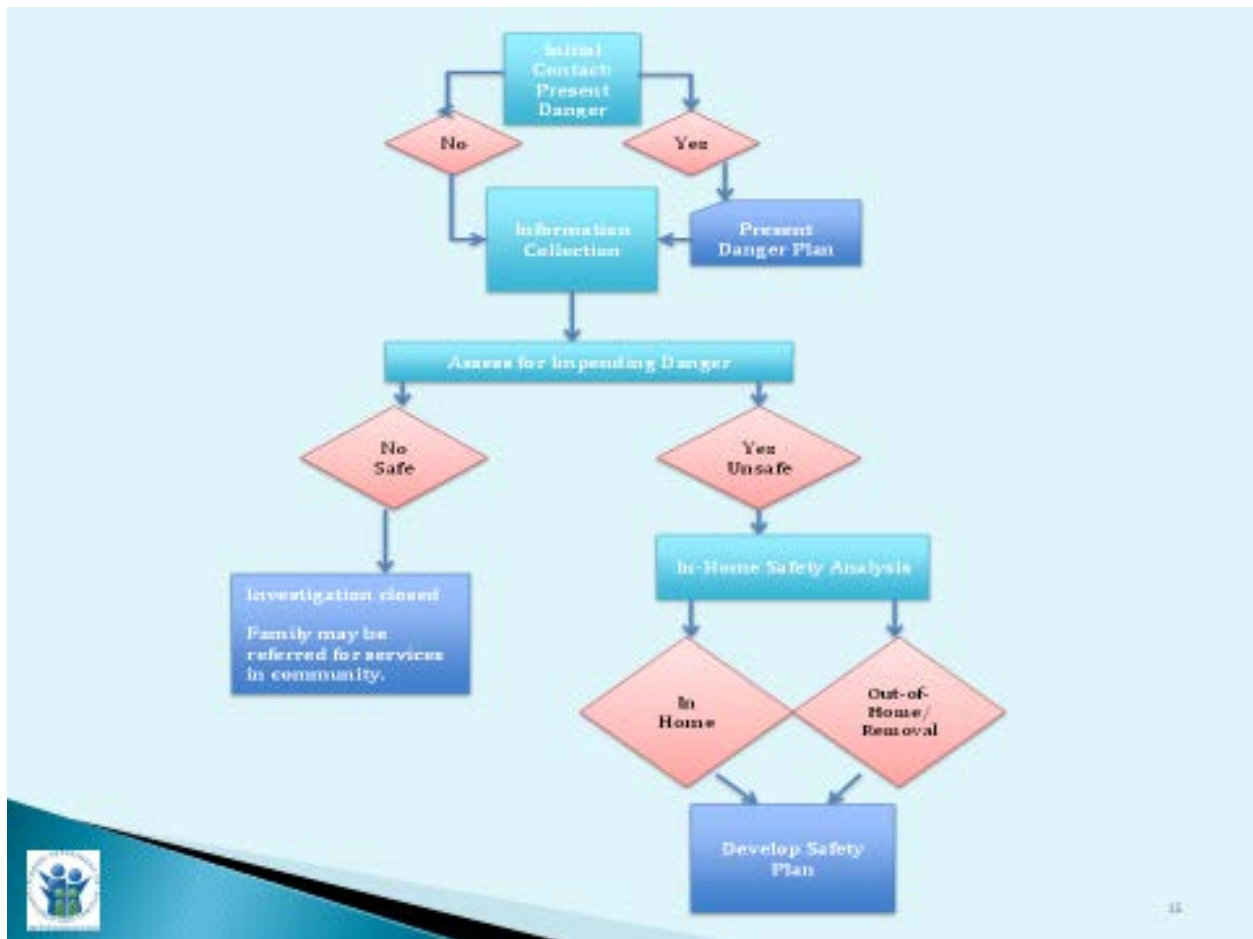 Initial
Contact:
Present
Danger
No
Yes
Information
Collection
Present
Danger Plan
Assess for Impending Danger
No
Safe
Yes
Unsafe
In-Home Safety Analysis
Investigation closed
Family may be
referred for services
in community.
In
Home
Out-of-
Home/
Removal
Develop Safety
Plan